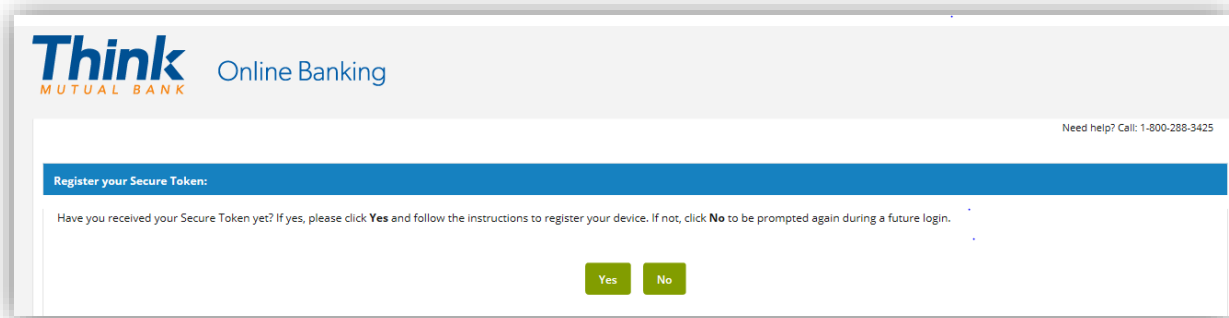 Think
MUTUAL BANK
Online Banking
Need help? Call: 1-800-288-3425
Register your Secure Token:
Have you received your Secure Token yet? If yes, please click Yes and follow the instructions to register your device. If not, click No to be prompted again during a future login.
Yes No